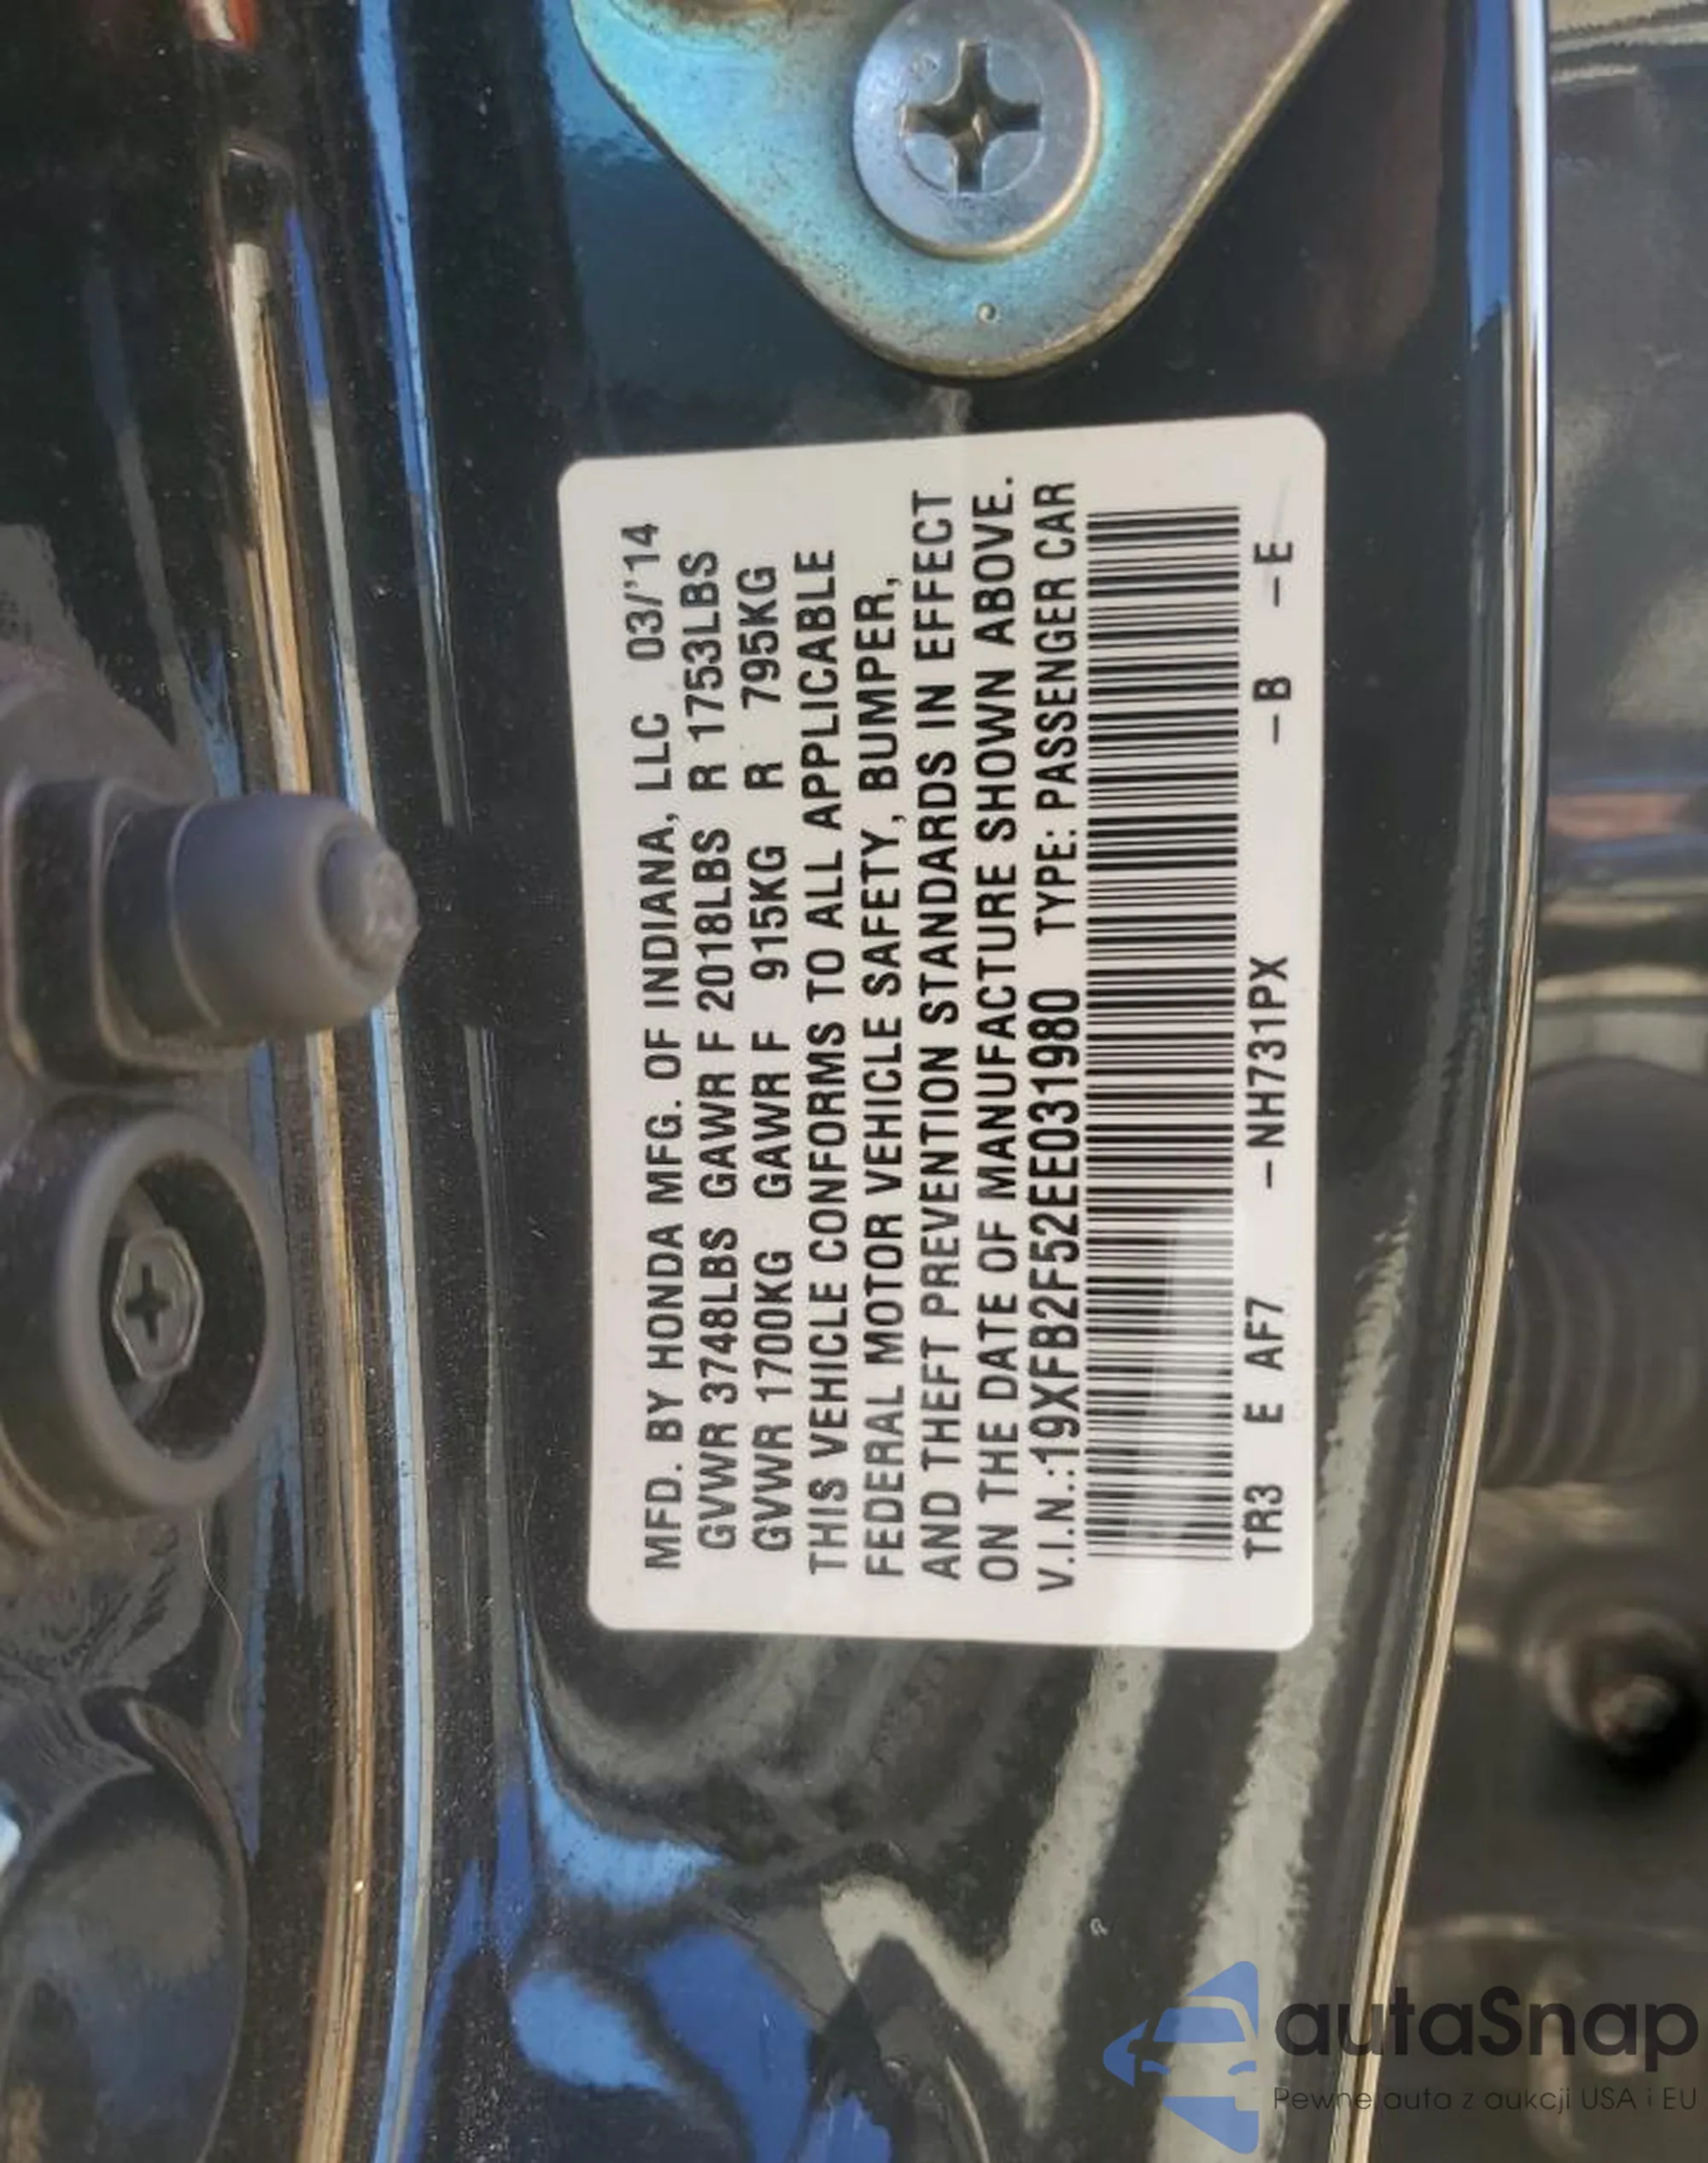 MFD. BY HONDA MFG. OF INDIANA, LLC 03/'14
GVWR 3748LBS GAWR F 2018LBS R 1753LBS
GVWR 1700KG GAWR F 915KG R 795KG
THIS VEHICLE CONFORMS TO ALL APPLICABLE
FEDERAL MOTOR VEHICLE SAFETY, BUMPER,
AND THEFT PREVENTION STANDARDS IN EFFECT
ON THE DATE OF MANUFACTURE SHOWN ABOVE.
V.I.N.:19XFB2F52EE031980 TYPE: PASSENGER CAR
TR3 E AF7 –NH731PX –B –E
autaSnap
Pewne auta z aukcji USA i EU